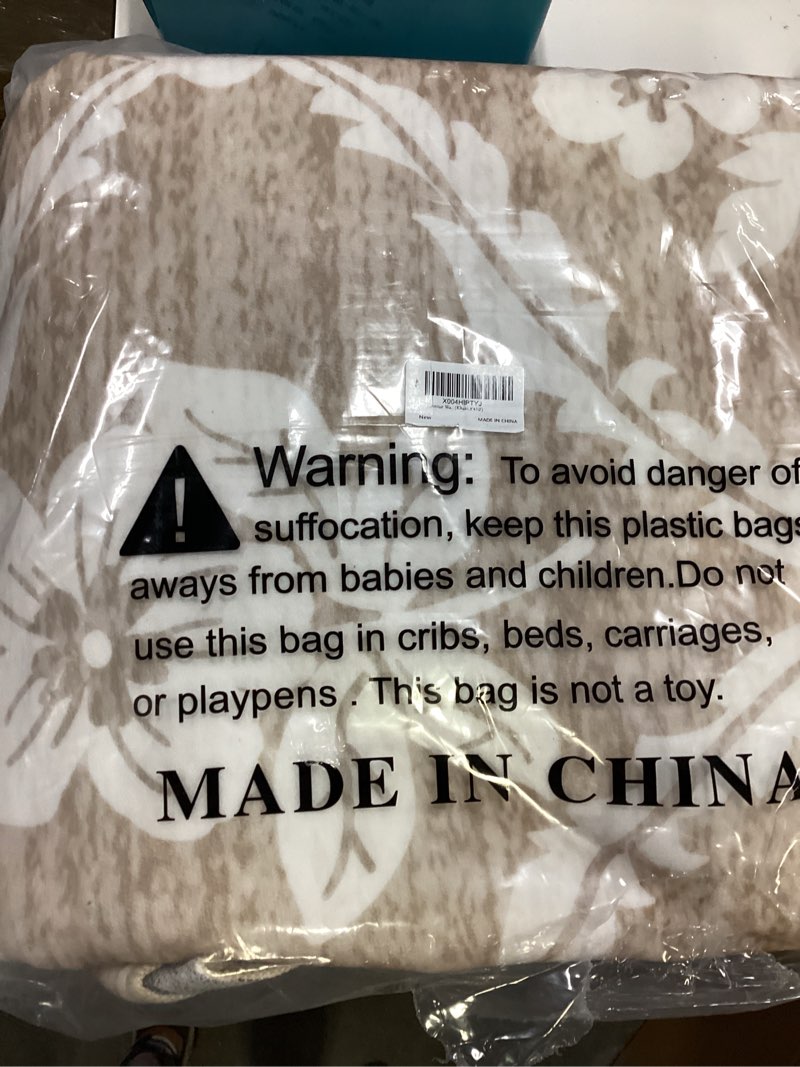 X004H8PTYJ
New
MADE IN CHINA
Warning: To avoid danger of
suffocation, keep this plastic bags
aways from babies and children.Do not
use this bag in cribs, beds, carriages,
or playpens . This bag is not a toy.
MADE IN CHINA